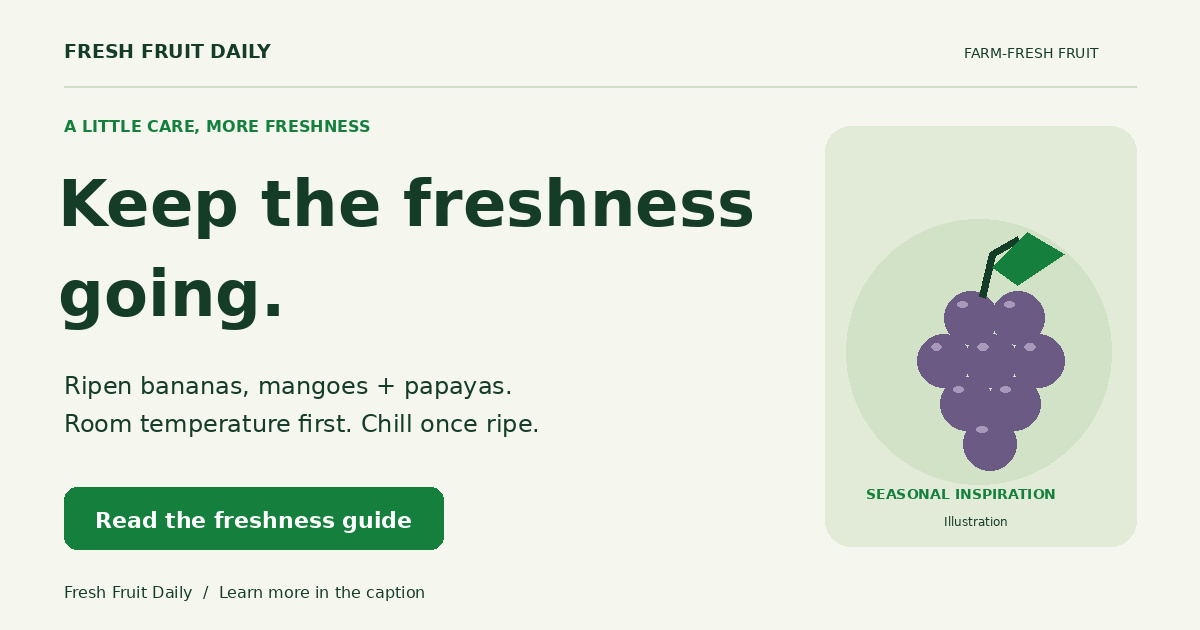 FRESH FRUIT DAILY
FARM-FRESH FRUIT
A LITTLE CARE, MORE FRESHNESS
Keep the freshness
going.
Ripen bananas, mangoes + papayas.
Room temperature first. Chill once ripe.
Read the freshness guide
SEASONAL INSPIRATION
Illustration
Fresh Fruit Daily / Learn more in the caption